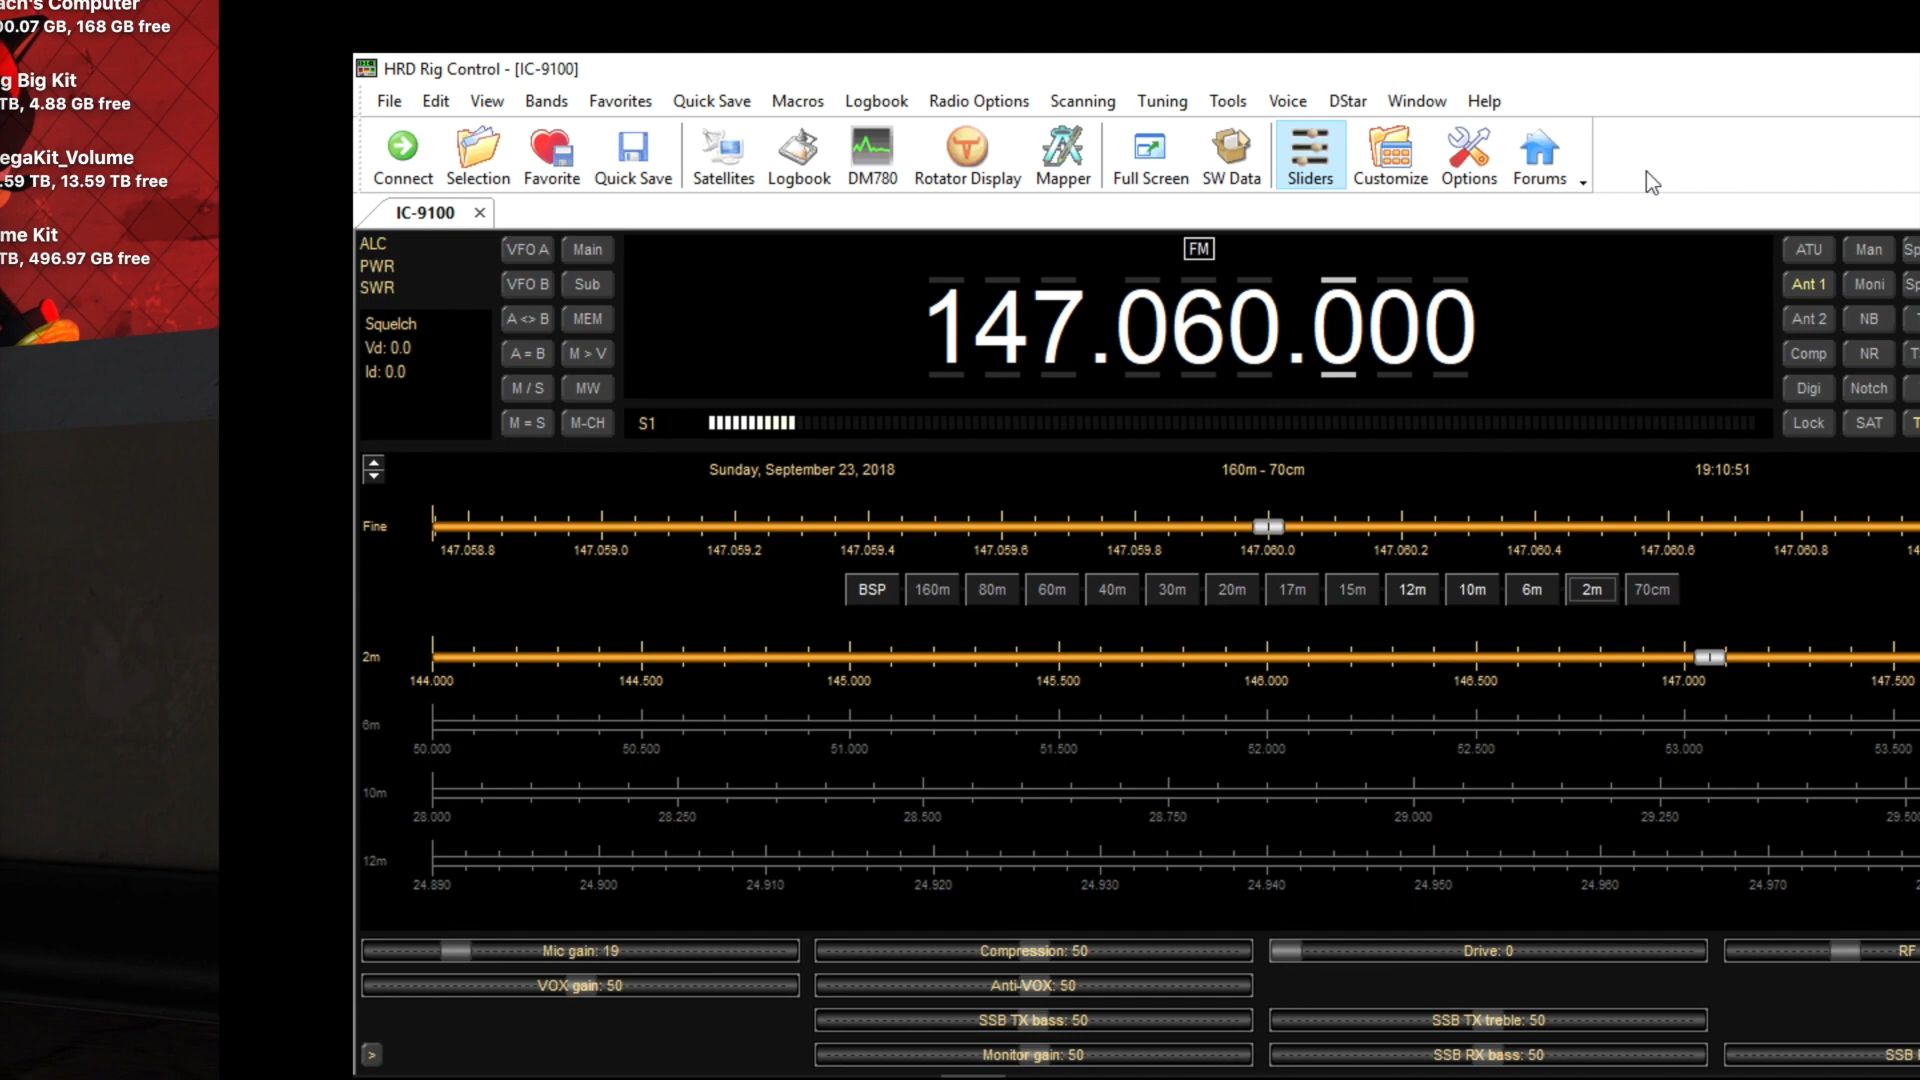 ach's Computer
00.07 GB, 168 GB free
g Big Kit
TB, 4.88 GB free
egaKit_Volume
.59 TB, 13.59 TB free
me Kit
TB, 496.97 GB free
HRD Rig Control - [IC-9100]
File Edit View Bands Favorites Quick Save Macros Logbook Radio Options Scanning Tuning Tools Voice DStar Window Help
Connect Selection Favorite Quick Save Satellites Logbook DM780 Rotator Display Mapper Full Screen SW Data Sliders Customize Options Forums
IC-9100
ALC
PWR
SWR
Squelch
Vd: 0.0
Id: 0.0
VFO A Main
VFO B Sub
A <> B MEM
A = B M > V
M / S MW
M = S M-CH
FM
147.060.000
S1
ATU Man Sp
Ant 1 Moni Sp
Ant 2 NB T
Comp NR T
Digi Notch
Lock SAT T
Sunday, September 23, 2018 160m - 70cm 19:10:51
Fine
147.058.8 147.059.0 147.059.2 147.059.4 147.059.6 147.059.8 147.060.0 147.060.2 147.060.4 147.060.6 147.060.8 14
BSP 160m 80m 60m 40m 30m 20m 17m 15m 12m 10m 6m 2m 70cm
2m
144.000 144.500 145.000 145.500 146.000 146.500 147.000 147.500
6m
50.000 50.500 51.000 51.500 52.000 52.500 53.000 53.500
10m
28.000 28.250 28.500 28.750 29.000 29.250 29.500
12m
24.890 24.900 24.910 24.920 24.930 24.940 24.950 24.960 24.970 2
Mic gain: 19 Compression: 50 Drive: 0 RF
VOX gain: 50 Anti-VOX: 50
SSB TX bass: 50 SSB TX treble: 50
> Monitor gain: 50 SSB RX bass: 50 SSB